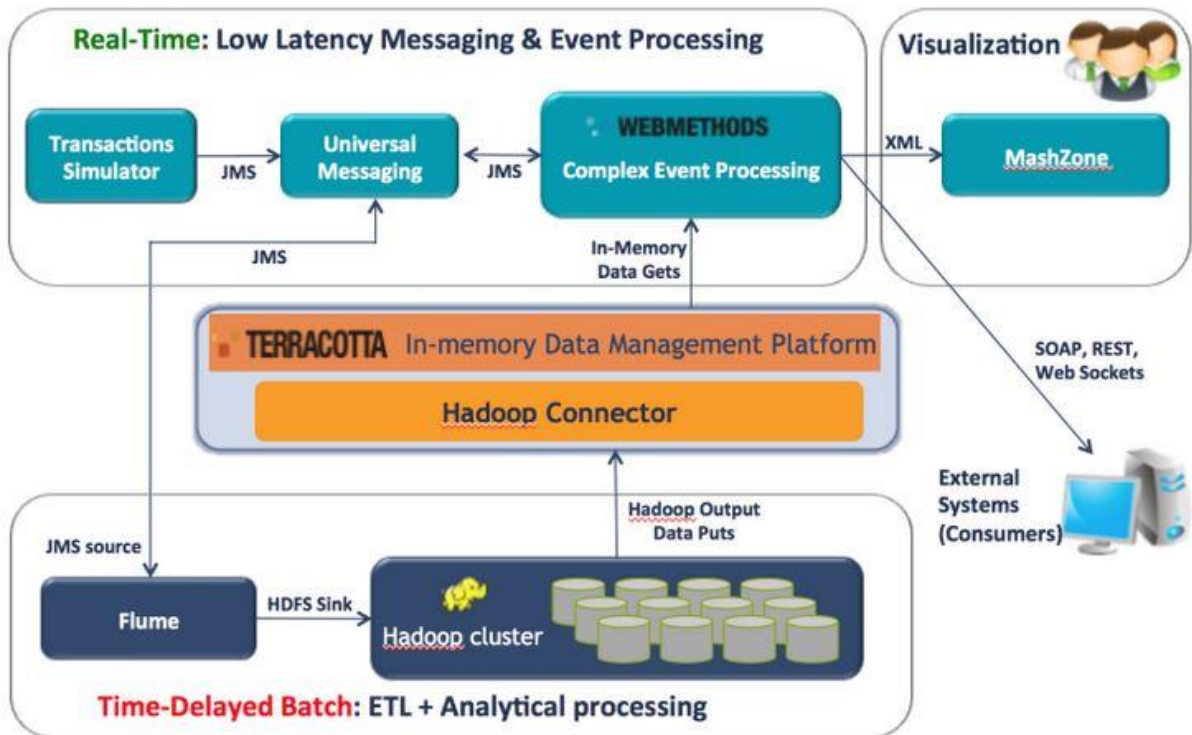 Real-Time: Low Latency Messaging & Event Processing
Visualization
Transactions
Simulator
JMS
Universal
Messaging
JMS
WEBMETHODS
Complex Event Processing
XML
MashZone
JMS
In-Memory
Data Gets
TERRACOTTA In-memory Data Management Platform
Hadoop Connector
SOAP, REST,
Web Sockets
External
Systems
(Consumers)
Hadoop Output
Data Puts
JMS source
Flume
HDFS Sink
Hadoop cluster
Time-Delayed Batch: ETL + Analytical processing